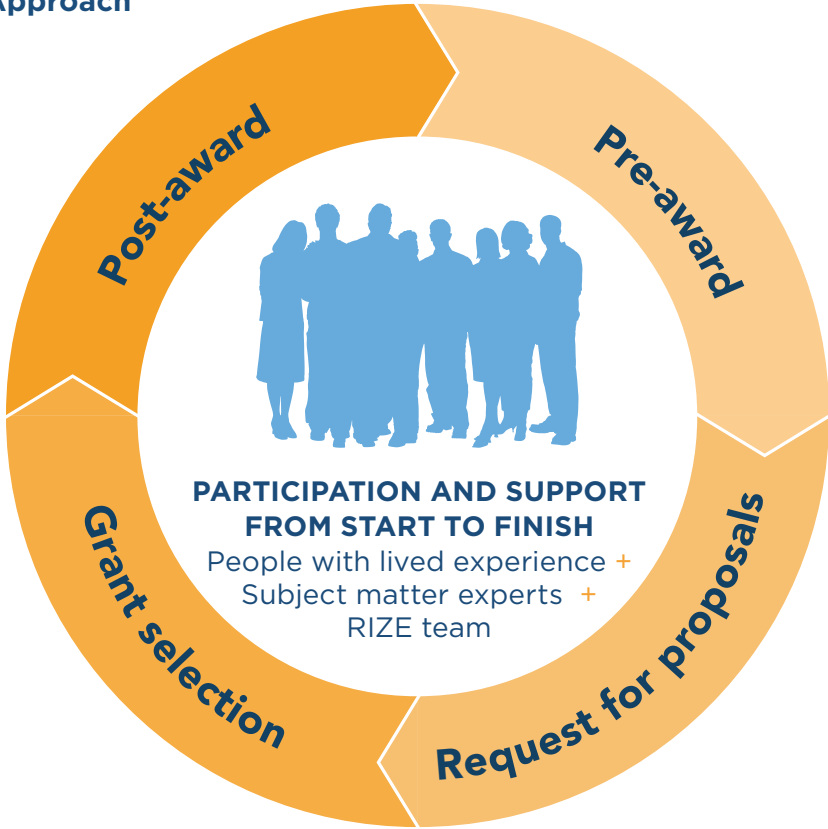 Approach
Pre-award
Request for proposals
Grant selection
Post-award
PARTICIPATION AND SUPPORT
FROM START TO FINISH
People with lived experience +
Subject matter experts +
RIZE team